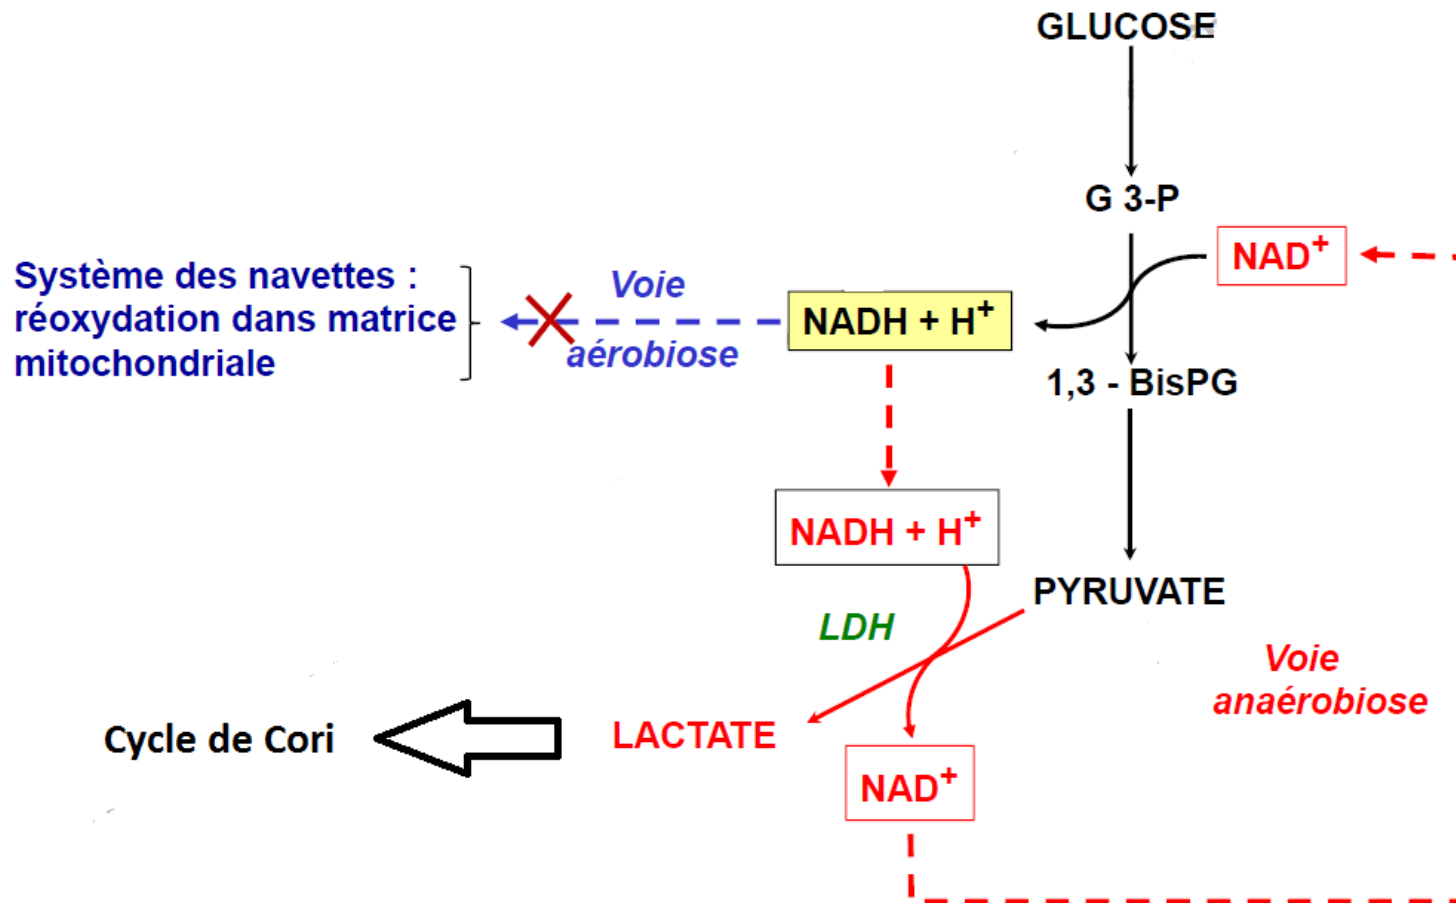 GLUCOSE
G 3-P
NAD+
Système des navettes :
réoxydation dans matrice
mitochondriale
Voie
aérobiose
NADH + H+
1,3 - BisPG
NADH + H+
PYRUVATE
LDH
Voie
anaérobiose
Cycle de Cori
LACTATE
NAD+